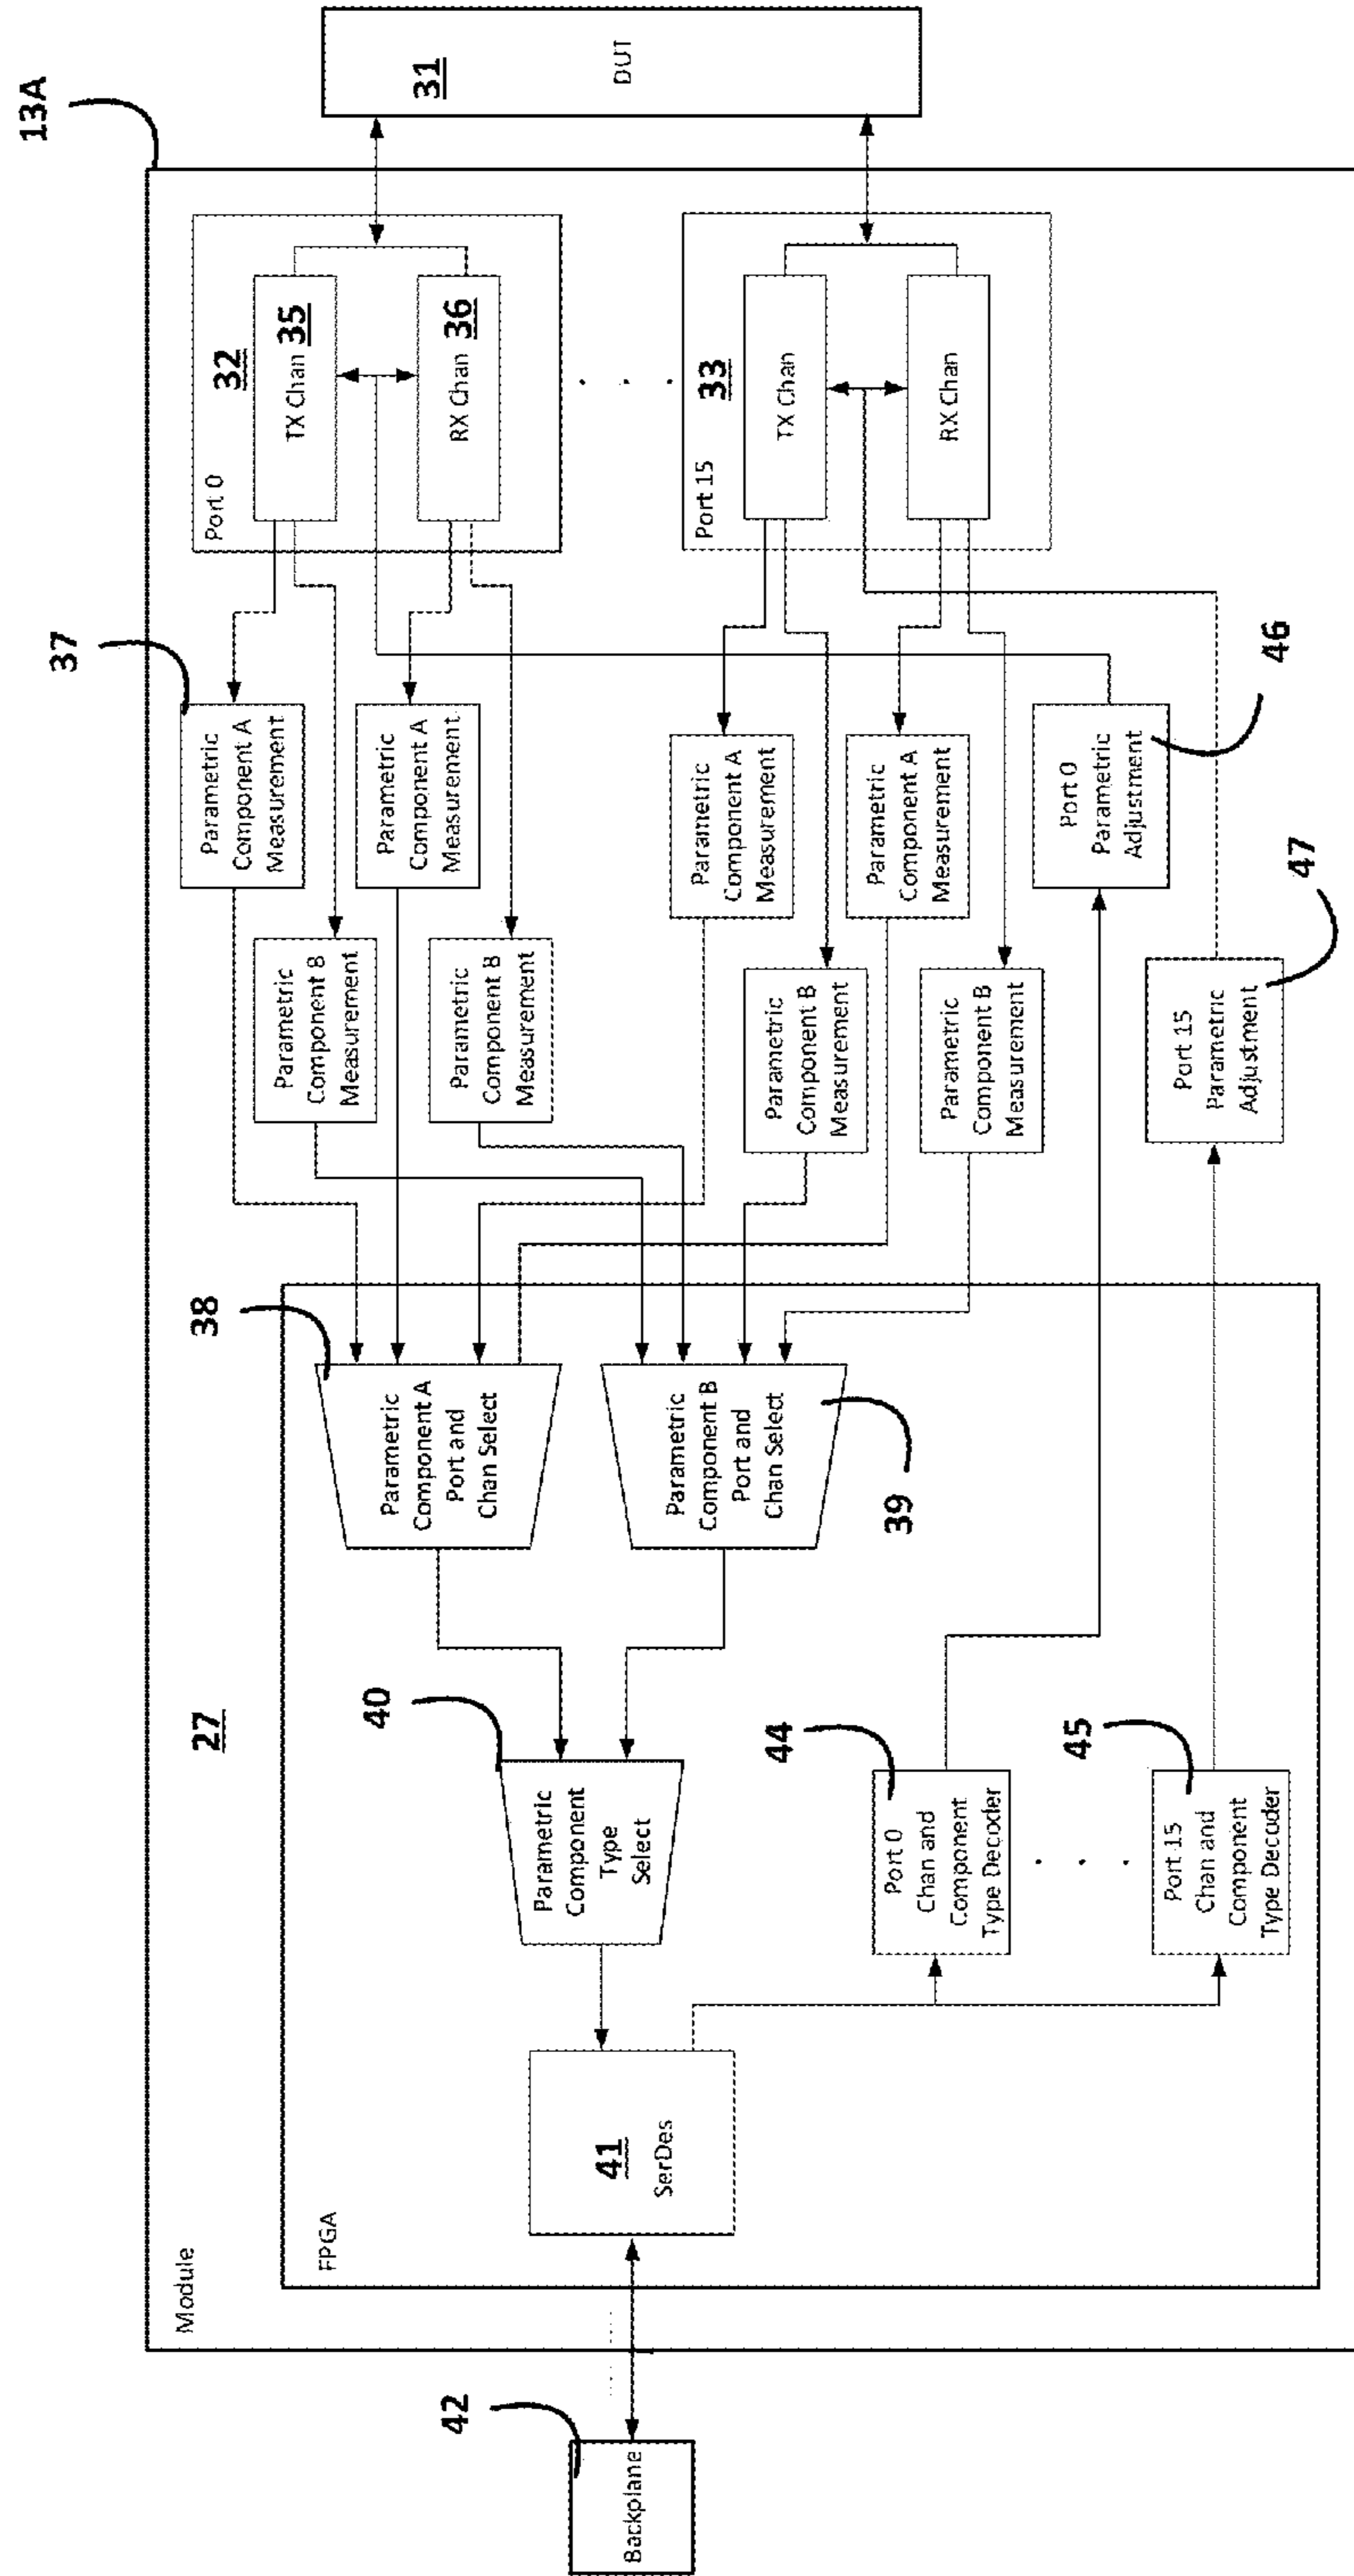 13A
31
DUT
Module
27
FPGA
Port 0
32
TX Chan 35
RX Chan 36
. . .
Port 15
33
TX Chan
RX Chan
37
Parametric
Component A
Measurement
Parametric
Component B
Measurement
Parametric
Component A
Measurement
Parametric
Component B
Measurement
Parametric
Component A
Measurement
Parametric
Component B
Measurement
Parametric
Component A
Measurement
Parametric
Component B
Measurement
Port 0
Parametric
Adjustment
46
Port 15
Parametric
Adjustment
47
38
Parametric
Component A
Port and
Chan Select
Parametric
Component B
Port and
Chan Select
39
40
Parametric
Component
Type
Select
41
SerDes
44
Port 0
Chan and
Component
Type Decoder
. . .
45
Port 15
Chan and
Component
Type Decoder
42
Backplane